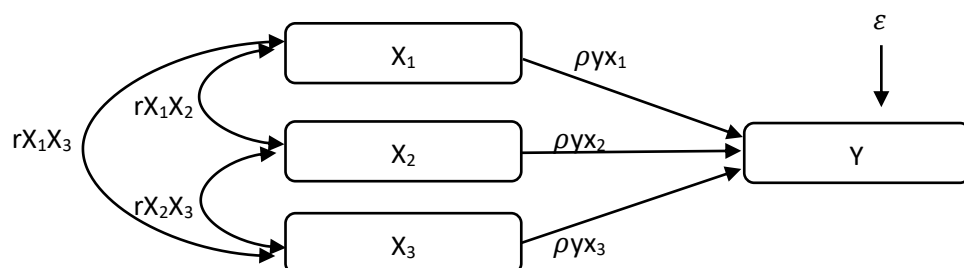 ε
X₁
ρyx₁
rX₁X₂
rX₁X₃
X₂
ρyx₂
Y
rX₂X₃
X₃
ρyx₃